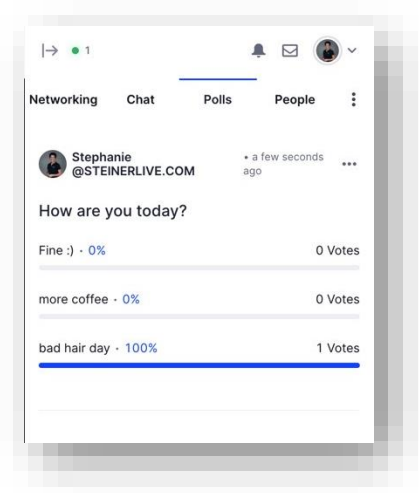 1
Networking Chat Polls People
Stephanie
@STEINERLIVE.COM
• a few seconds
ago
How are you today?
Fine :) · 0% 0 Votes
more coffee · 0% 0 Votes
bad hair day · 100% 1 Votes